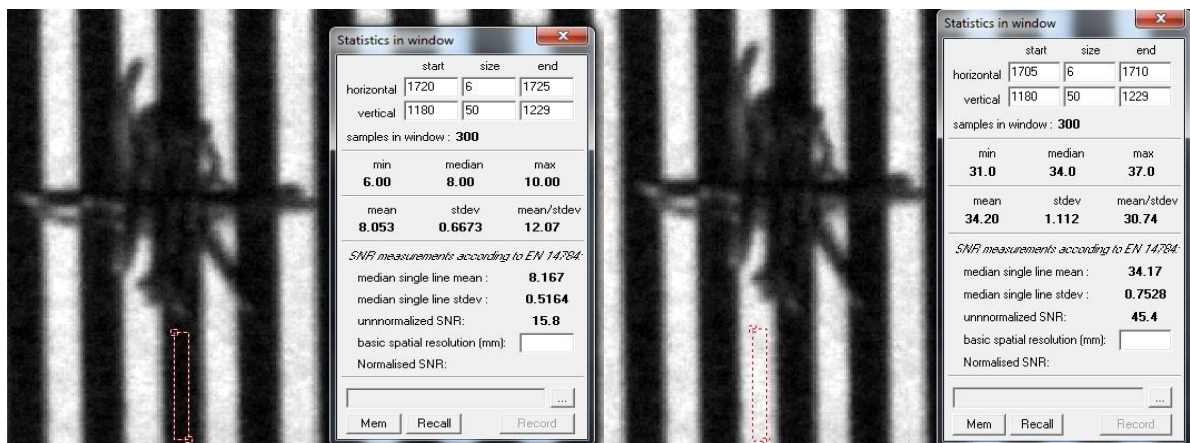 Statistics in window
start size end
horizontal 1720 6 1725
vertical 1180 50 1229
samples in window : 300
min median max
6.00 8.00 10.00
mean stdev mean/stdev
8.053 0.6673 12.07
SNR measurements according to EN 14784:
median single line mean : 8.167
median single line stdev : 0.5164
unnnormalized SNR: 15.8
basic spatial resolution (mm):
Normalised SNR:
...
Mem Recall Record
Statistics in window
start size end
horizontal 1705 6 1710
vertical 1180 50 1229
samples in window : 300
min median max
31.0 34.0 37.0
mean stdev mean/stdev
34.20 1.112 30.74
SNR measurements according to EN 14784:
median single line mean : 34.17
median single line stdev : 0.7528
unnnormalized SNR: 45.4
basic spatial resolution (mm):
Normalised SNR:
...
Mem Recall Record